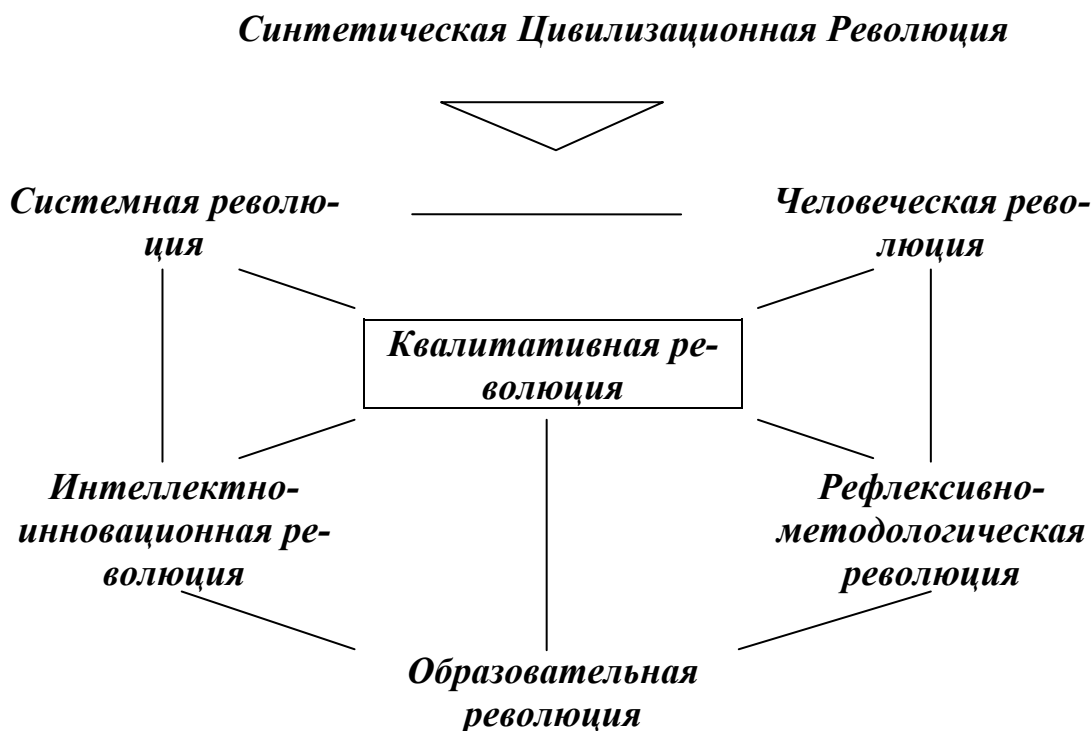 Синтетическая Цивилизационная Революция
Системная револю-
ция
Человеческая рево-
люция
Квалитативная ре-
волюция
Интеллектно-
инновационная ре-
волюция
Рефлексивно-
методологическая
революция
Образовательная
революция